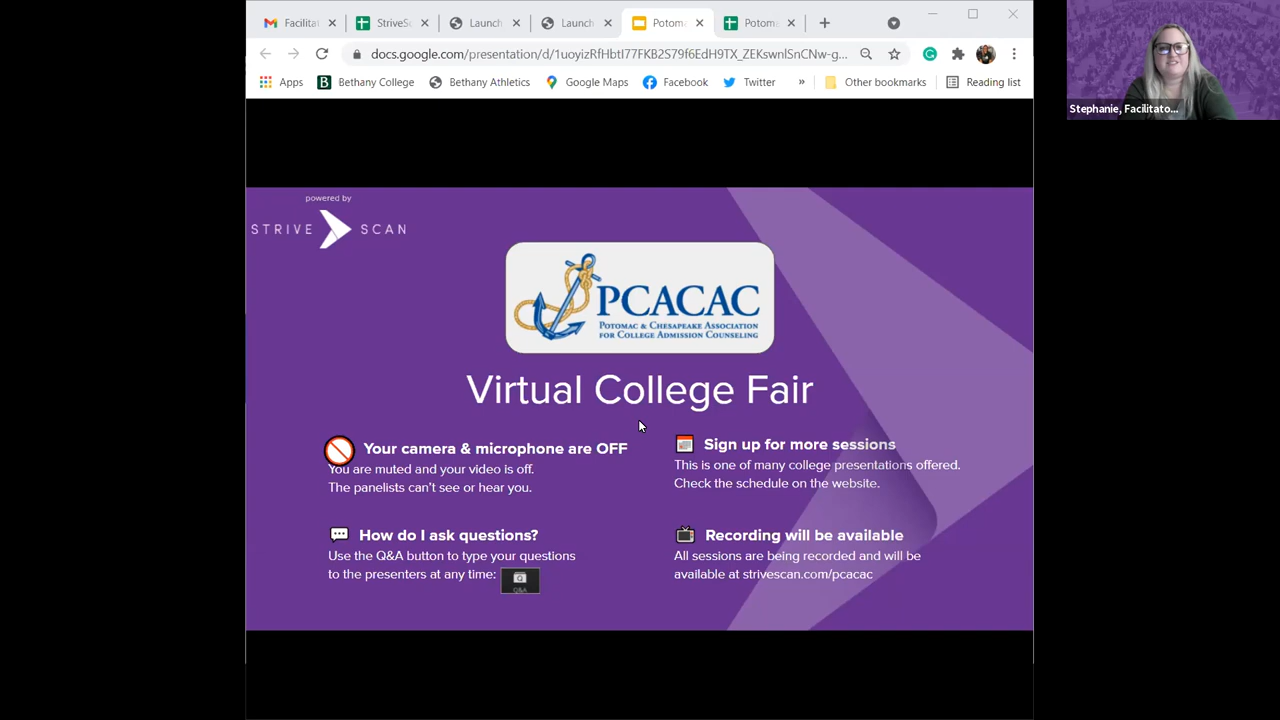 Facilitat
StriveSc
Launch
Launch
Potoma
Potoma
docs.google.com/presentation/d/1uoyizRfHbtI77FKB2S79f6EdH9TX_ZEKswnlSnCNw-g...
Apps
Bethany College
Bethany Athletics
Google Maps
Facebook
Twitter
»
Other bookmarks
Reading list
Stephanie, Facilitato...
powered by
STRIVE SCAN
PCACAC
POTOMAC & CHESAPEAKE ASSOCIATION
FOR COLLEGE ADMISSION COUNSELING
Virtual College Fair
Your camera & microphone are OFF
You are muted and your video is off.
The panelists can't see or hear you.
How do I ask questions?
Use the Q&A button to type your questions
to the presenters at any time:
Q&A
Sign up for more sessions
This is one of many college presentations offered.
Check the schedule on the website.
Recording will be available
All sessions are being recorded and will be
available at strivescan.com/pcacac